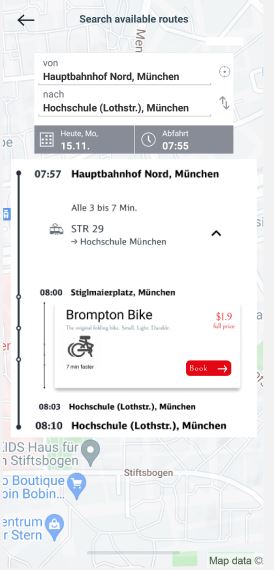 Search available routes
Men
von
Hauptbahnhof Nord, München
nach
Hochschule (Lothstr.), München
Heute, Mo,
15.11.
Abfahrt
07:55
07:57 Hauptbahnhof Nord, München
Alle 3 bis 7 Min.
STR 29
→ Hochschule München
08:00 Stiglmaierplatz, München
Brompton Bike
The original folding bike. Small. Light. Durable.
$1.9
full price
7 min faster
Book →
08:03 Hochschule (Lothstr.), München
08:10 Hochschule (Lothstr.), München
KIDS Haus für
n Stiftsbogen
Stiftsbogen
o Boutique
oin Bobin...
entrum
r Stern
Map data ©